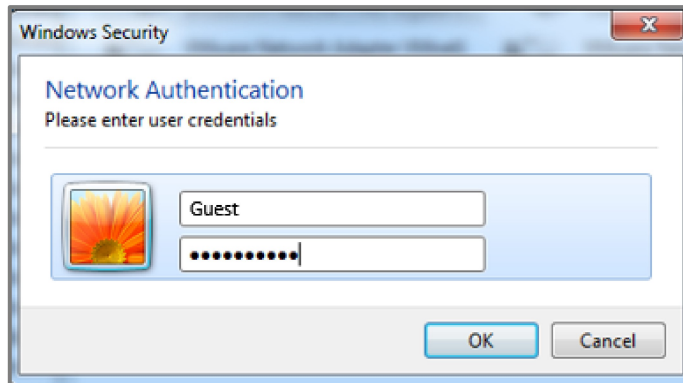 Windows Security
Network Authentication
Please enter user credentials
Guest
••••••••••
OK
Cancel